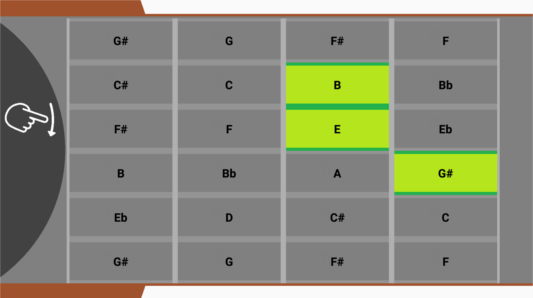 G# G F# F
C# C B Bb
F# F E Eb
B Bb A G#
Eb D C# C
G# G F# F